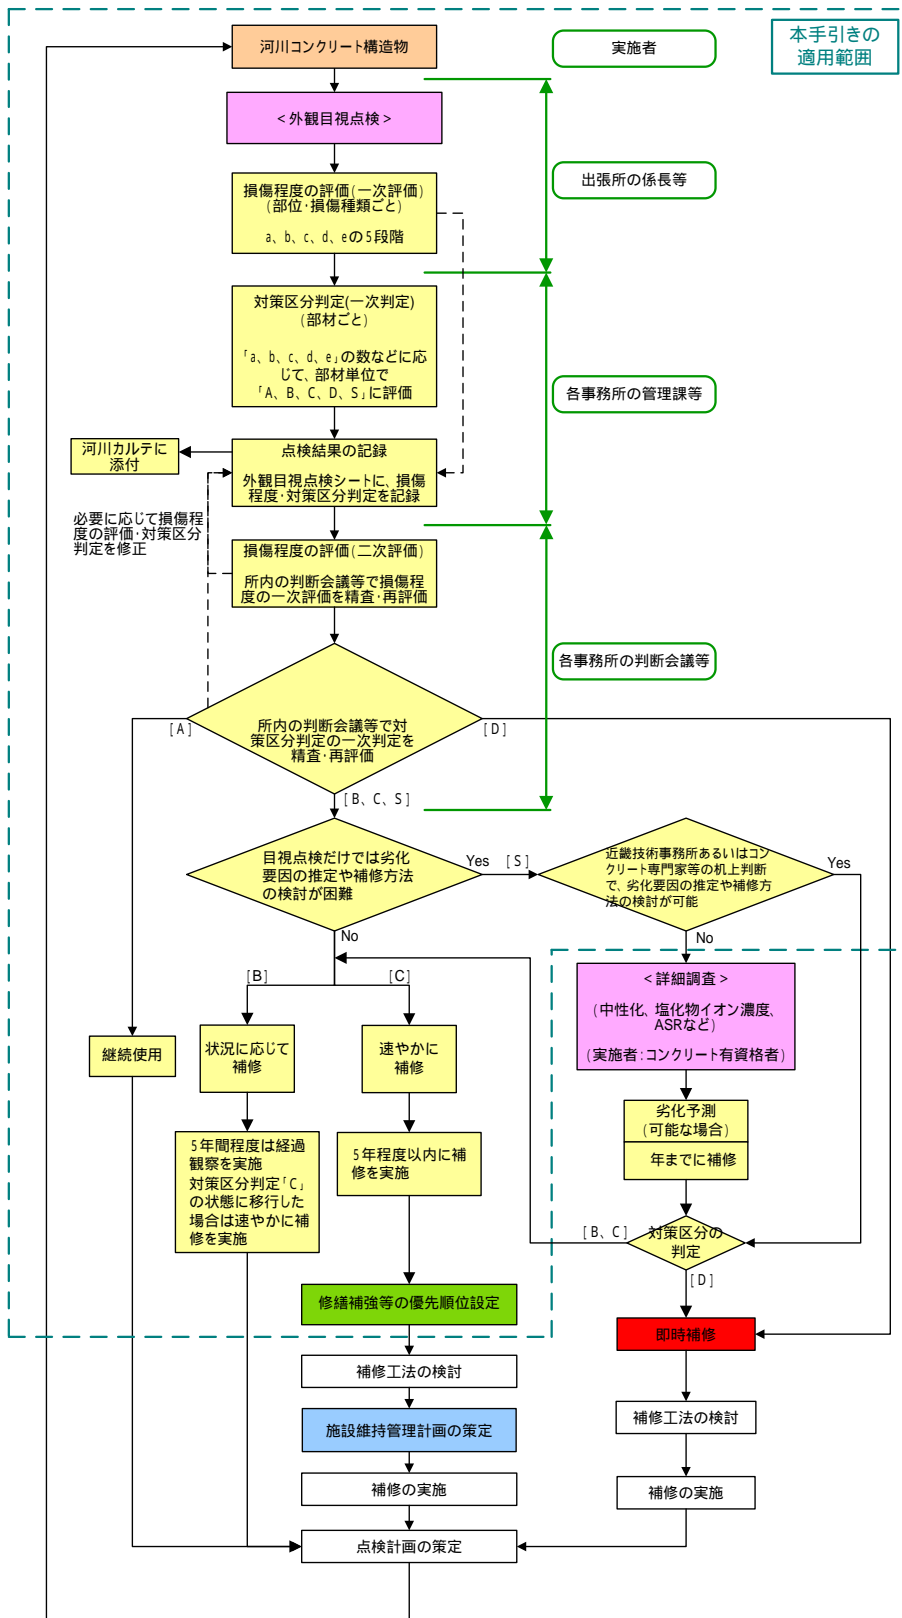 河川コンクリート構造物
実施者
本手引きの
適用範囲
<外観目視点検>
出張所の係長等
損傷程度の評価(一次評価)
(部位・損傷種類ごと)
a、b、c、d、eの5段階
対策区分判定(一次判定)
(部材ごと)
「a、b、c、d、e」の数などに応
じて、部材単位で
「A、B、C、D、S」に評価
各事務所の管理課等
河川カルテに
添付
点検結果の記録
外観目視点検シートに、損傷
程度・対策区分判定を記録
必要に応じて損傷程
度の評価・対策区分
判定を修正
損傷程度の評価(二次評価)
所内の判断会議等で損傷程
度の一次評価を精査・再評価
各事務所の判断会議等
[A]
所内の判断会議等で対
策区分判定の一次判定を
精査・再評価
[D]
[B、C、S]
目視点検だけでは劣化
要因の推定や補修方法
の検討が困難
Yes
[S]
近畿技術事務所あるいはコン
クリート専門家等の机上判断
で、劣化要因の推定や補修方
法の検討が可能
Yes
No
No
[B]
[C]
<詳細調査>
(中性化、塩化物イオン濃度、
ASRなど)
(実施者:コンクリート有資格者)
継続使用
状況に応じて
補修
速やかに
補修
劣化予測
(可能な場合)
年までに補修
5年間程度は経過
観察を実施
対策区分判定「C」
の状態に移行した
場合は速やかに補
修を実施
5年程度以内に補
修を実施
[B、C]
対策区分の
判定
[D]
修繕補強等の優先順位設定
即時補修
補修工法の検討
補修工法の検討
施設維持管理計画の策定
補修の実施
補修の実施
点検計画の策定